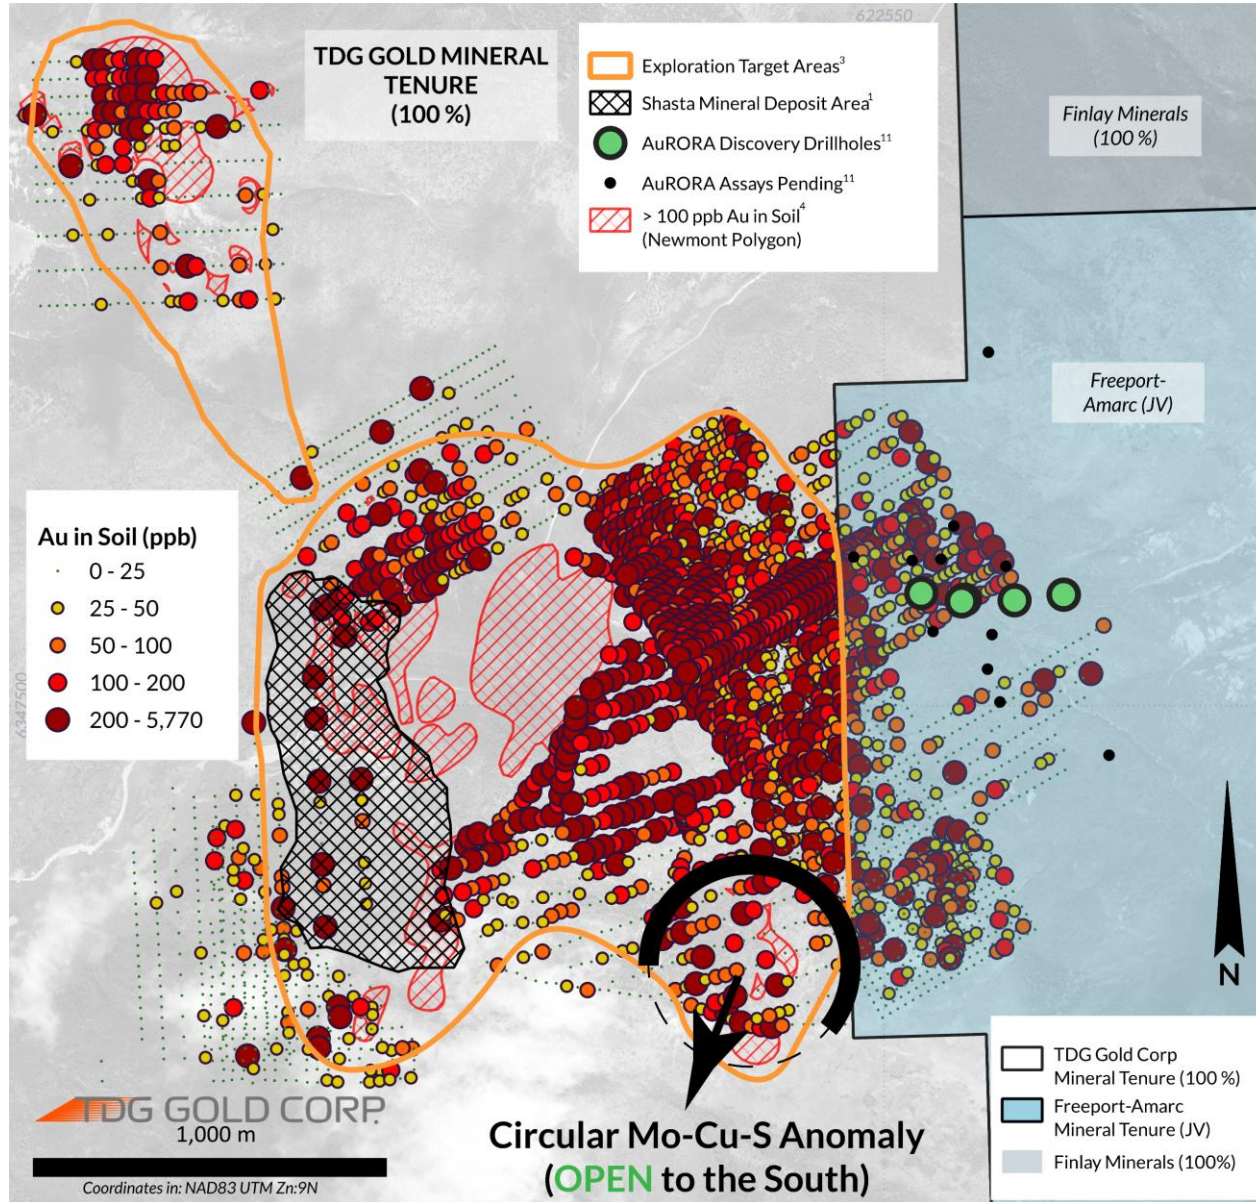 622550
TDG GOLD MINERAL
TENURE
(100 %)
Exploration Target Areas³
Shasta Mineral Deposit Area¹
AuRORA Discovery Drillholes¹¹
AuRORA Assays Pending¹¹
> 100 ppb Au in Soil⁴
(Newmont Polygon)
Finlay Minerals
(100 %)
Freeport-
Amarc (JV)
Au in Soil (ppb)
0 - 25
25 - 50
50 - 100
100 - 200
200 - 5,770
6347500
N
TDG GOLD CORP.
1,000 m
Coordinates in: NAD83 UTM Zn:9N
Circular Mo-Cu-S Anomaly
(OPEN to the South)
TDG Gold Corp
Mineral Tenure (100 %)
Freeport-Amarc
Mineral Tenure (JV)
Finlay Minerals (100%)